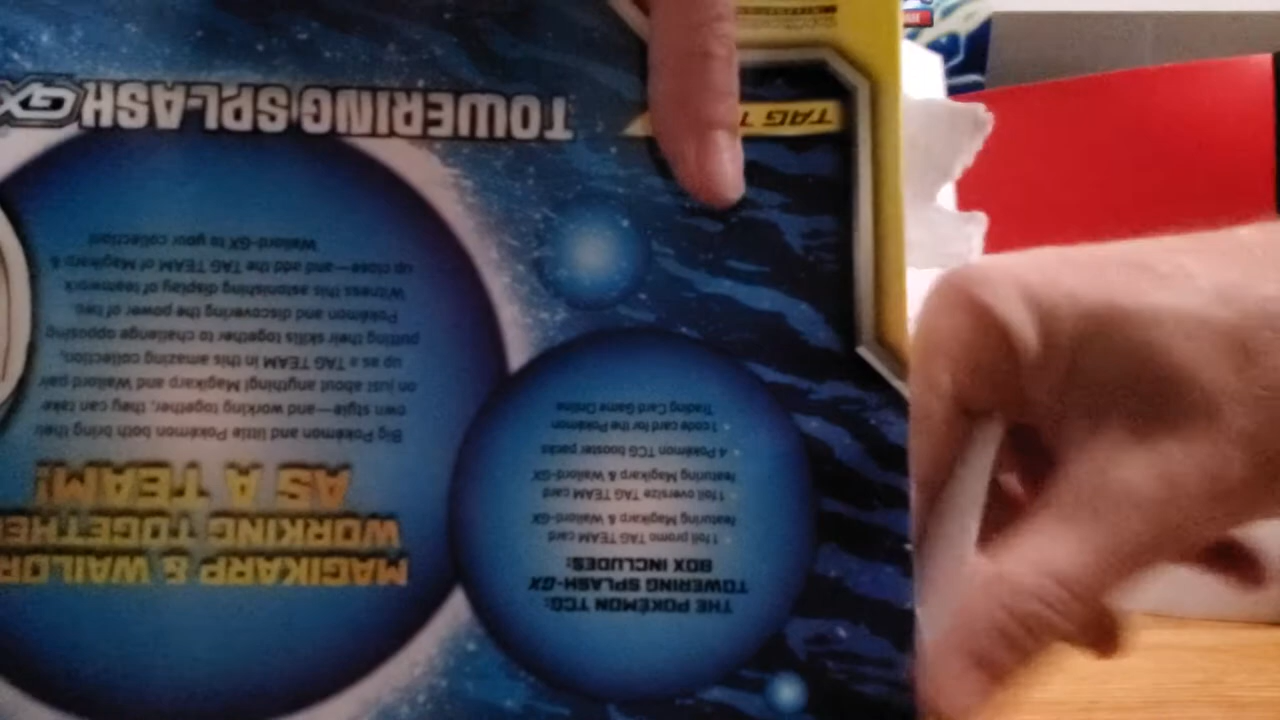 THE POKÉMON TCG:
TOWERING SPLASH-GX
BOX INCLUDES:
• 1 foil promo TAG TEAM card
featuring Magikarp & Wailord-GX
• 1 foil oversize TAG TEAM card
featuring Magikarp & Wailord-GX
• 4 Pokémon TCG booster packs
• 1 code card for the Pokémon
Trading Card Game Online
MAGIKARP & WAILOR
WORKING TOGETHE
AS A TEAM!
Big Pokémon and little Pokémon both bring their
own style—and working together, they can take
on just about anything! Magikarp and Wailord pair
up as a TAG TEAM in this amazing collection,
putting their skills together to challenge opposing
Pokémon and discovering the power of two.
Witness this astonishing display of teamwork
up close—and add the TAG TEAM of Magikarp &
Wailord-GX to your collection!
TAG T
TOWERING SPLASH GX